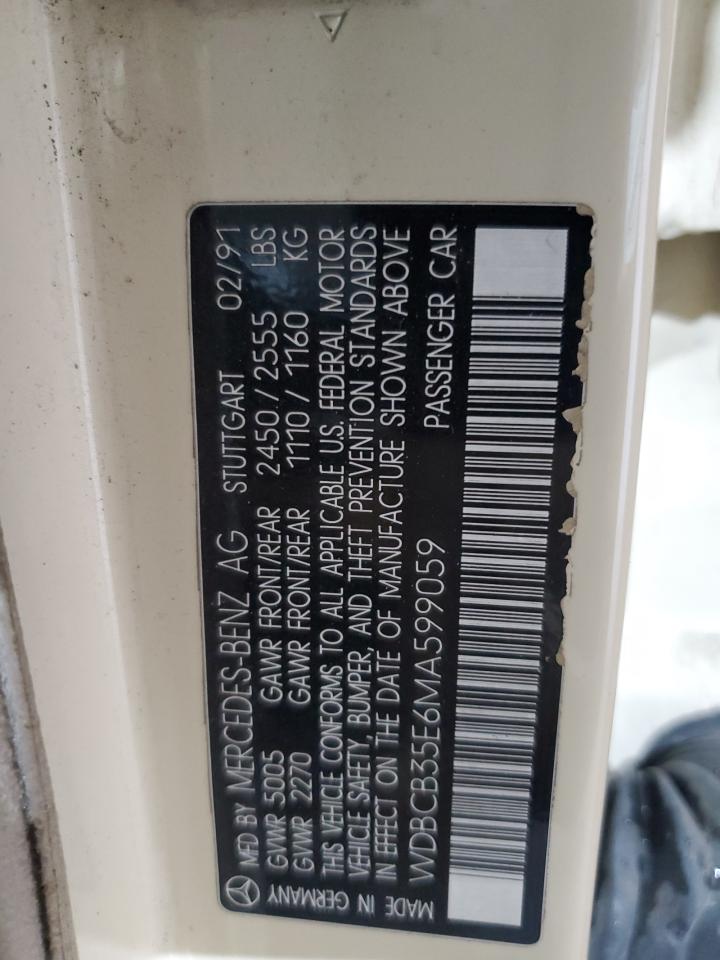 MFD BY MERCEDES-BENZ AG STUTTGART 02/91
GVWR 5005 GAWR FRONT/REAR 2450 / 2555 LBS
GVWR 2270 GAWR FRONT/REAR 1110 / 1160 KG
THIS VEHICLE CONFORMS TO ALL APPLICABLE U.S. FEDERAL MOTOR
VEHICLE SAFETY, BUMPER, AND THEFT PREVENTION STANDARDS
IN EFFECT ON THE DATE OF MANUFACTURE SHOWN ABOVE
WDBCB35E6MA599059 PASSENGER CAR
MADE IN GERMANY